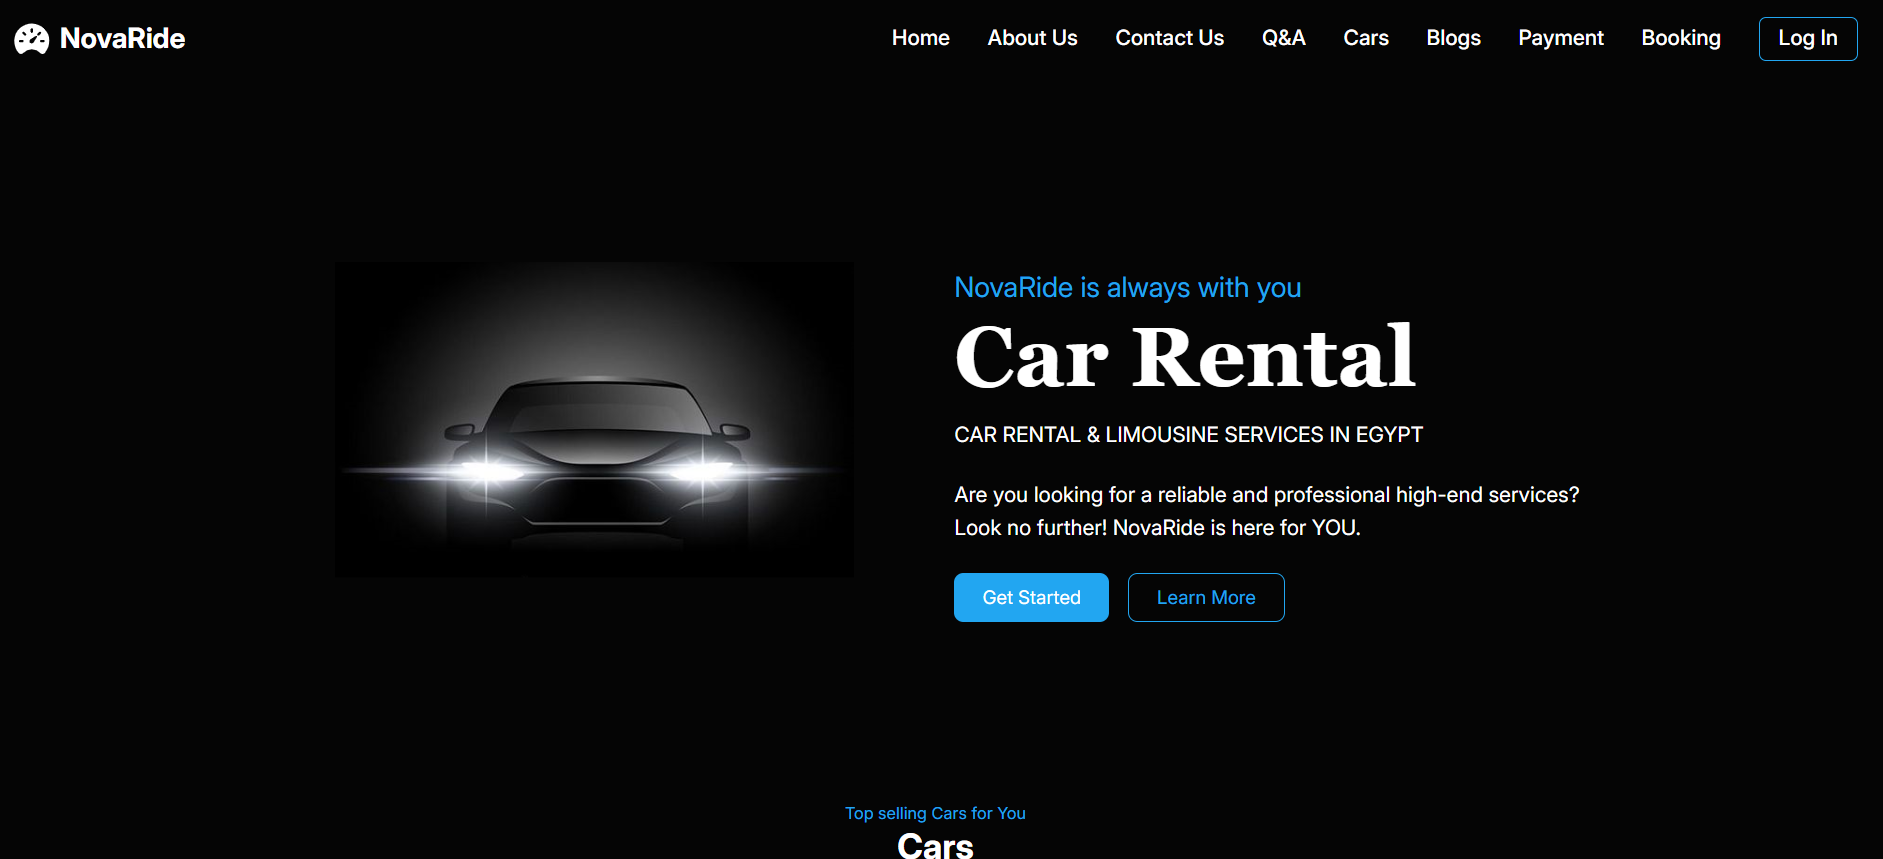 NovaRide
Home About Us Contact Us Q&A Cars Blogs Payment Booking Log In
NovaRide is always with you
Car Rental
CAR RENTAL & LIMOUSINE SERVICES IN EGYPT
Are you looking for a reliable and professional high-end services?
Look no further! NovaRide is here for YOU.
Get Started Learn More
Top selling Cars for You
Cars